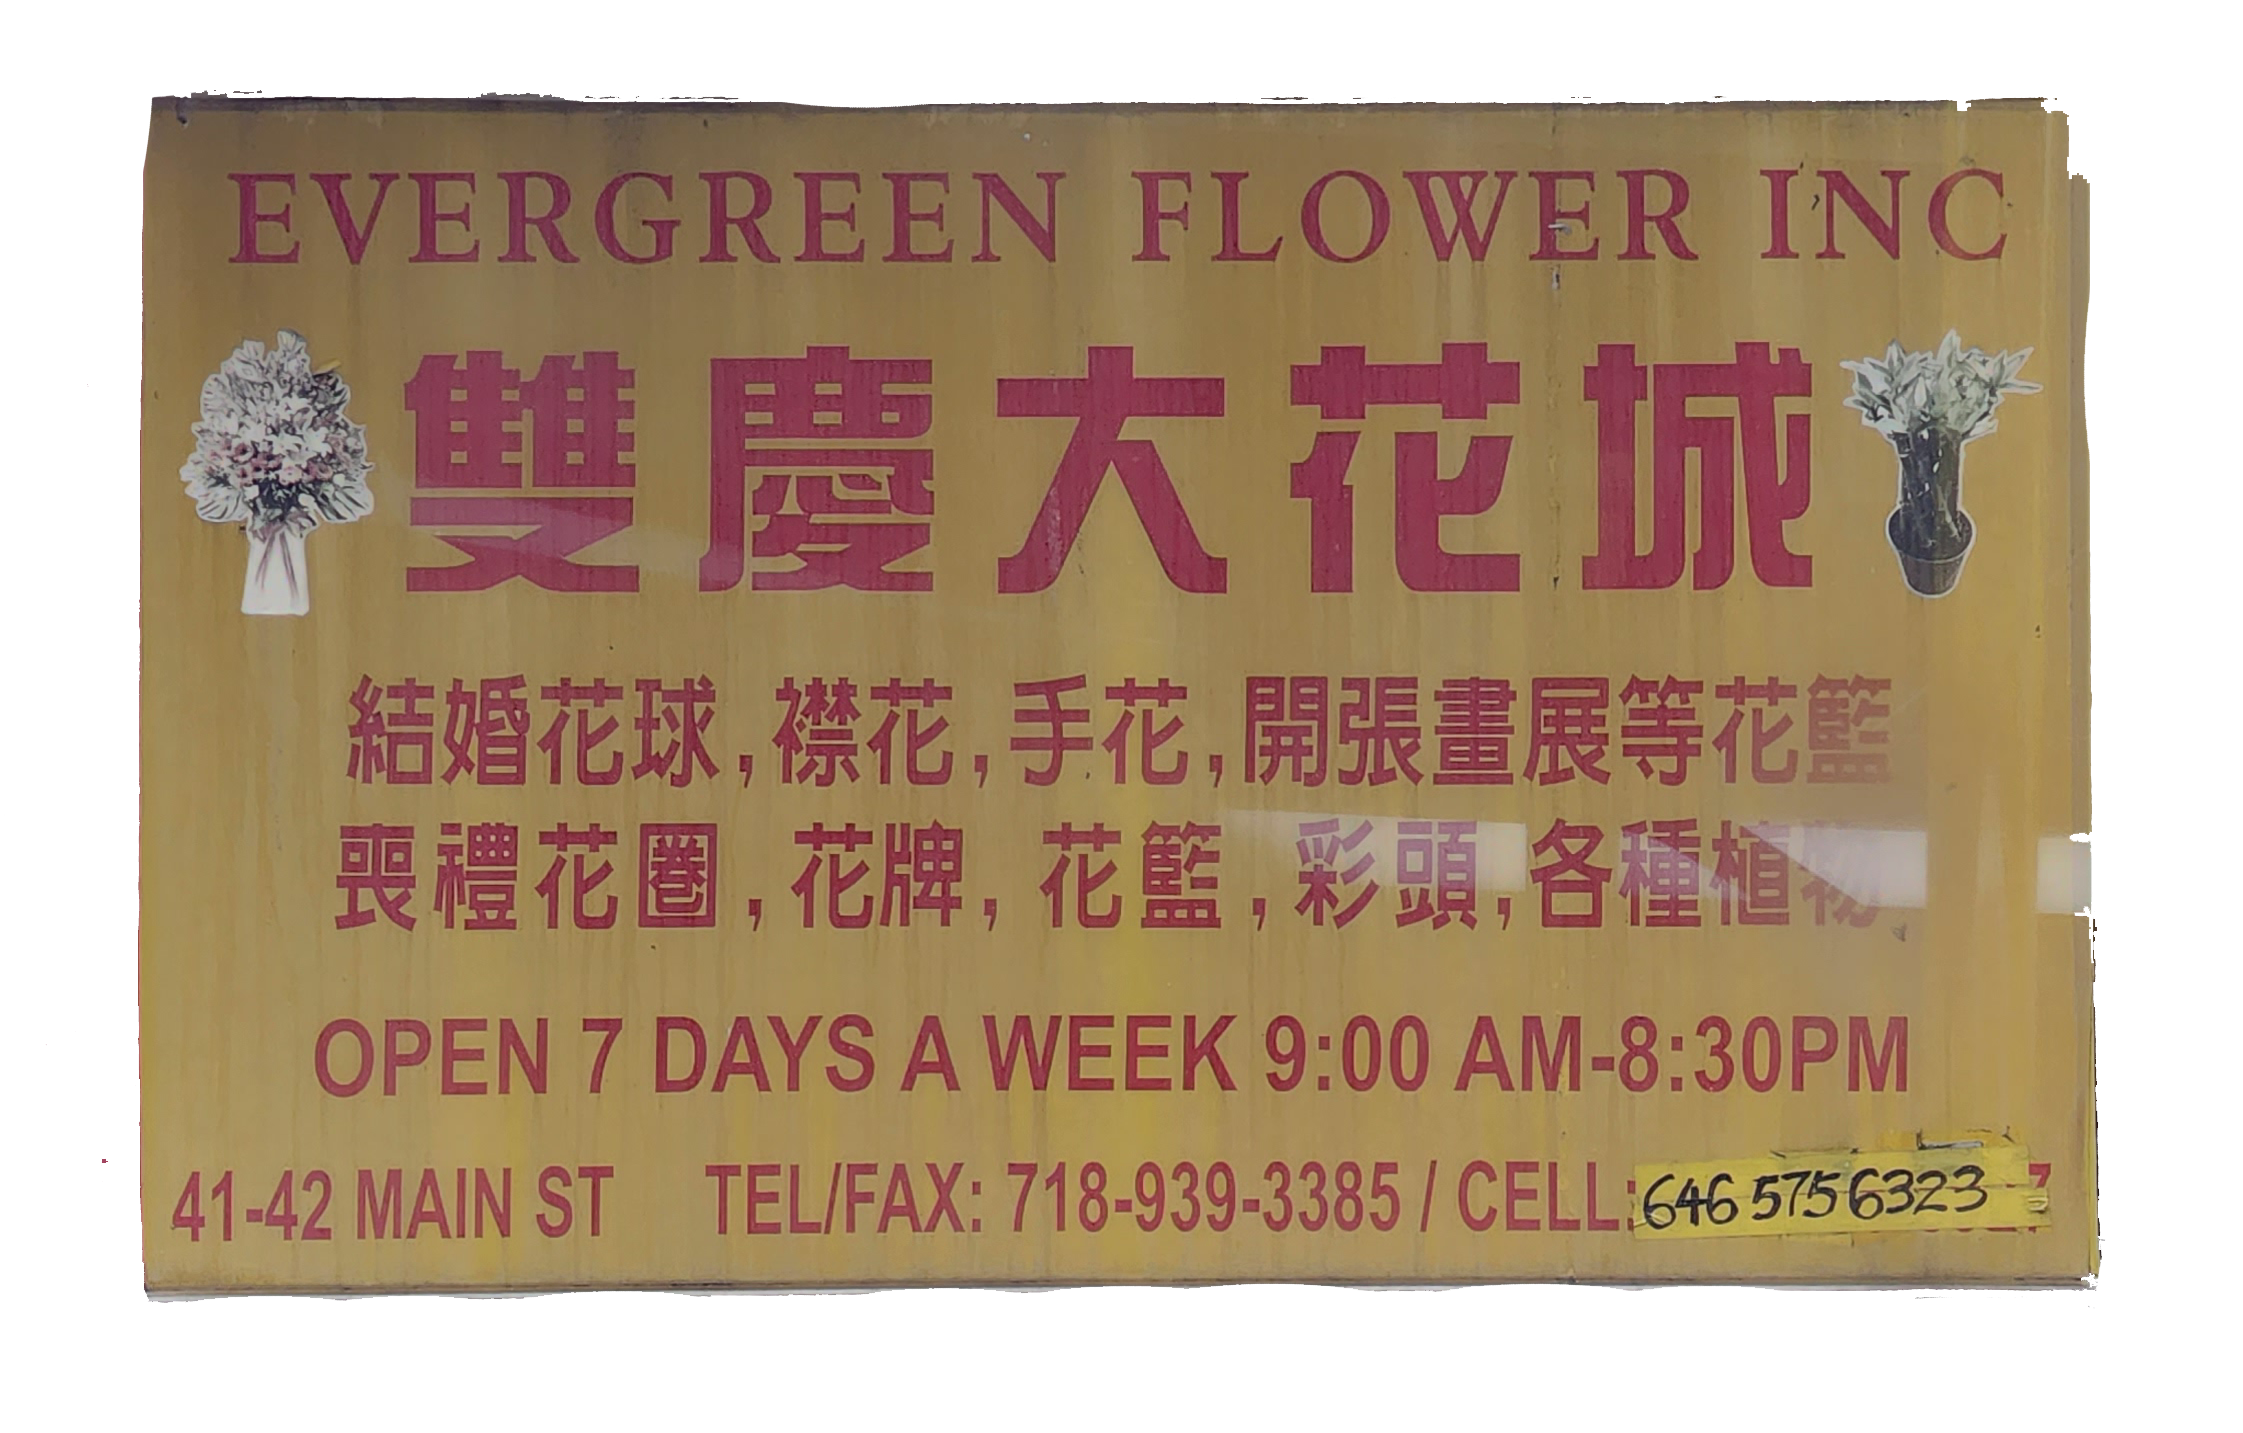 EVERGREEN FLOWER INC
雙慶大花城
結婚花球,襟花,手花,開張畫展等花籃
喪禮花圈,花牌,花籃,彩頭,各種植物
OPEN 7 DAYS A WEEK 9:00 AM-8:30PM
41-42 MAIN ST TEL/FAX: 718-939-3385 / CELL: 646 575 6323